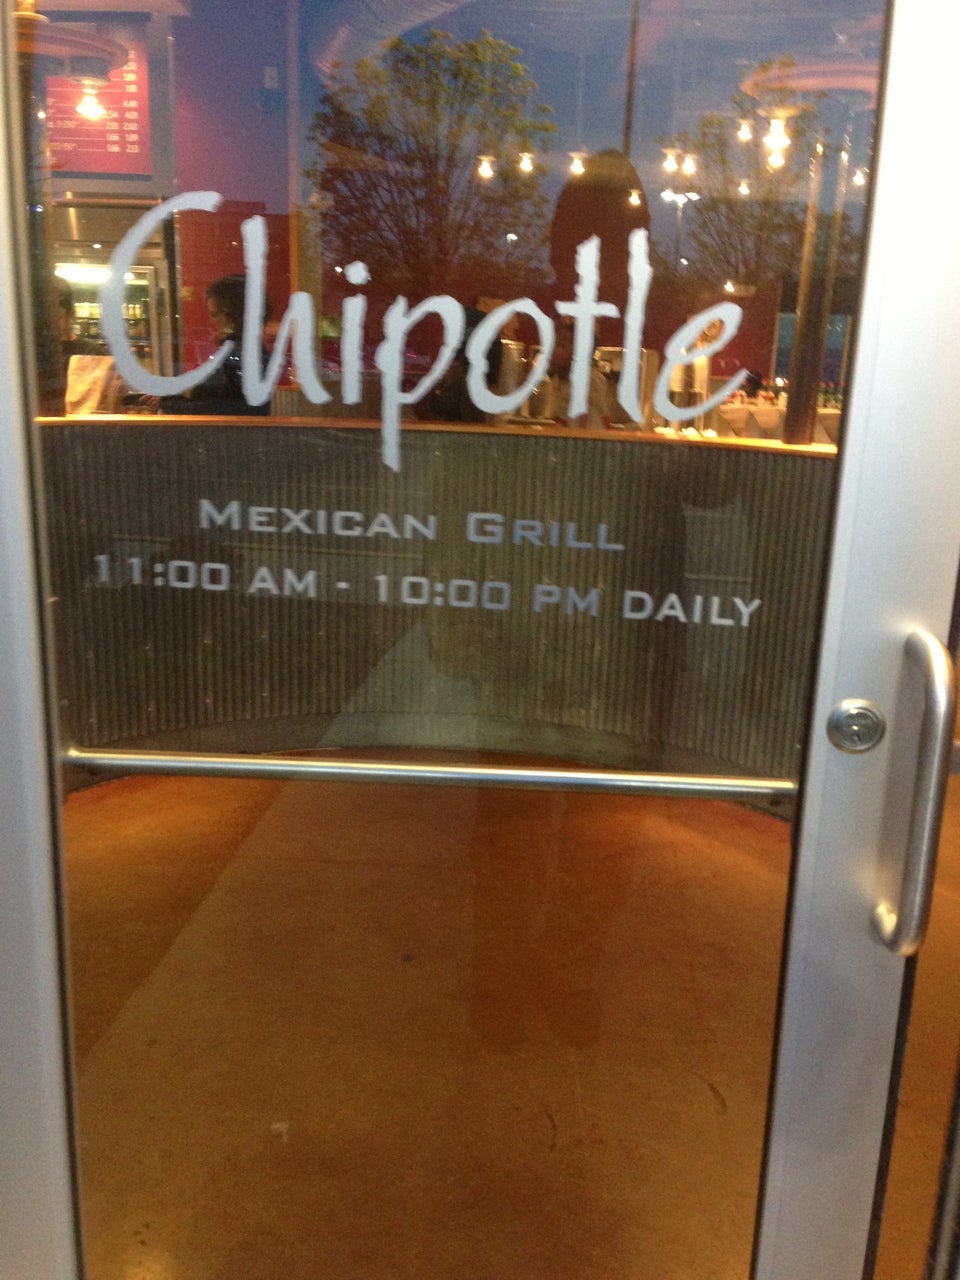 Chipotle
MEXICAN GRILL
11:00 AM - 10:00 PM DAILY